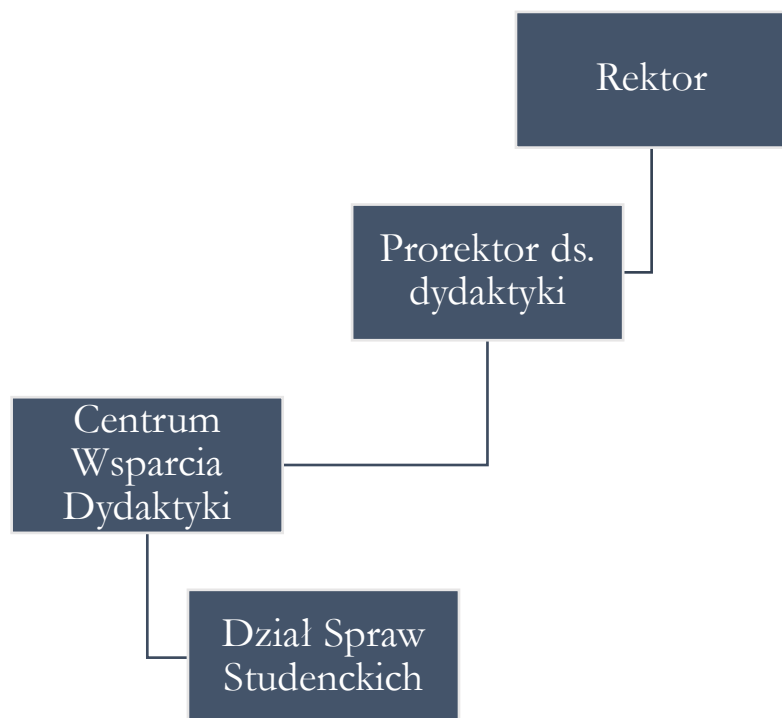 Rektor
Prorektor ds.
dydaktyki
Centrum
Wsparcia
Dydaktyki
Dział Spraw
Studenckich